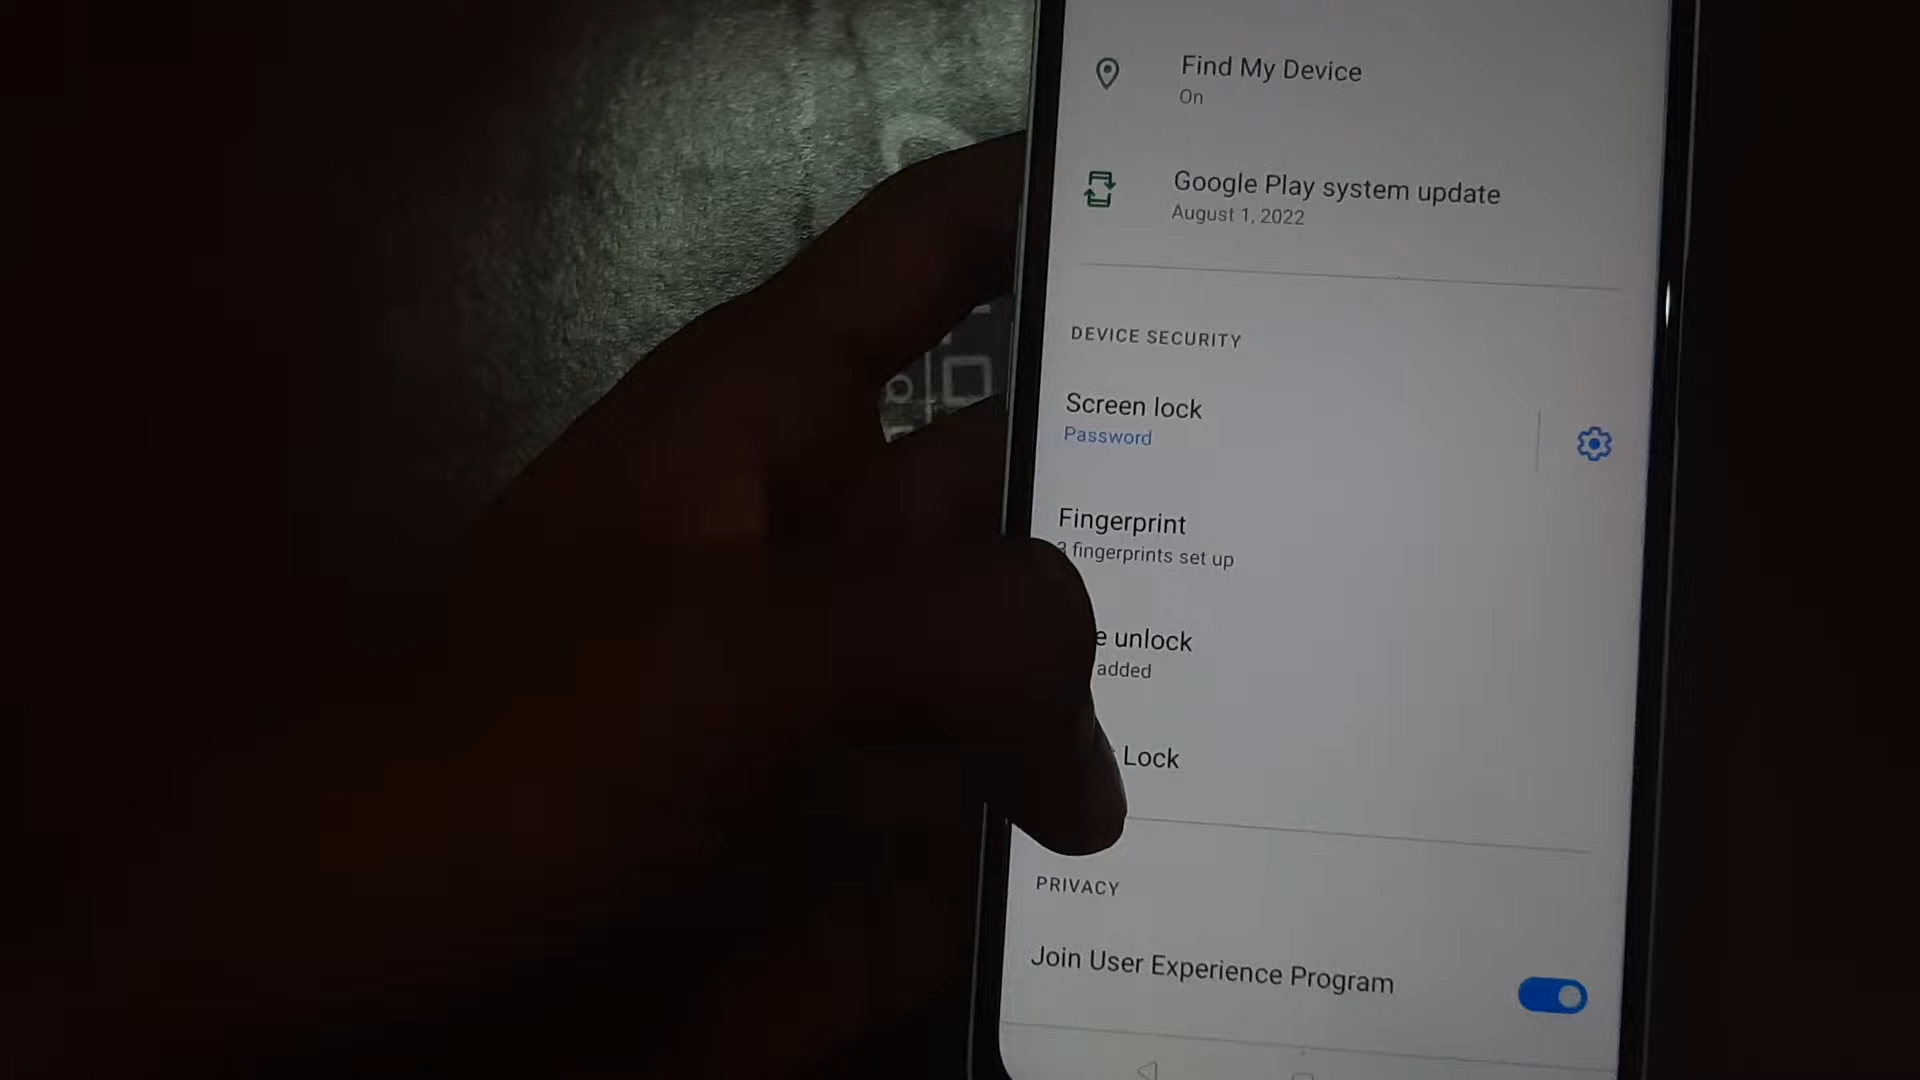 Find My Device
On
Google Play system update
August 1, 2022
DEVICE SECURITY
Screen lock
Password
Fingerprint
3 fingerprints set up
unlock
added
Lock
PRIVACY
Join User Experience Program